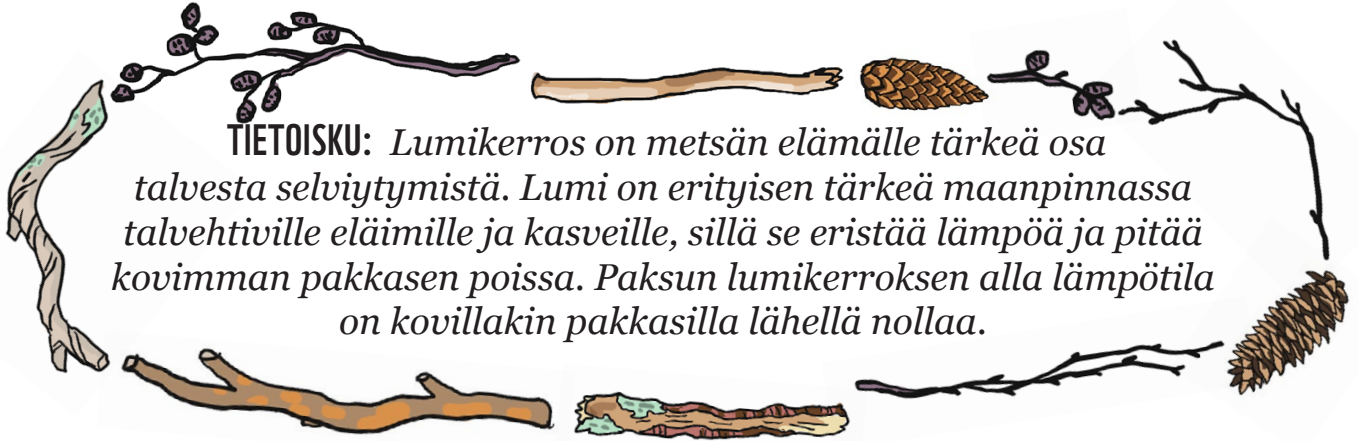 TIETOISKU: Lumikerros on metsän elämälle tärkeä osa
talvesta selviytymistä. Lumi on erityisen tärkeä maanpinnassa
talvehtiville eläimille ja kasveille, sillä se eristää lämpöä ja pitää
kovimman pakkasen poissa. Paksun lumikerroksen alla lämpötila
on kovillakin pakkasilla lähellä nollaa.